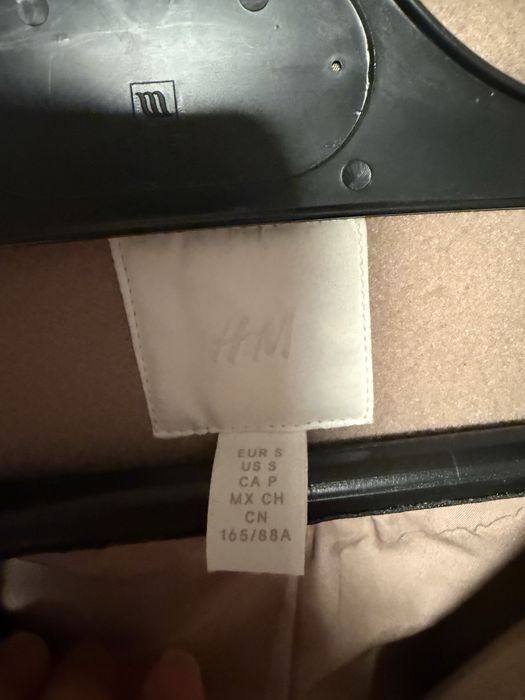 m
H&M
EUR S
US S
CA P
MX CH
CN
165/88A